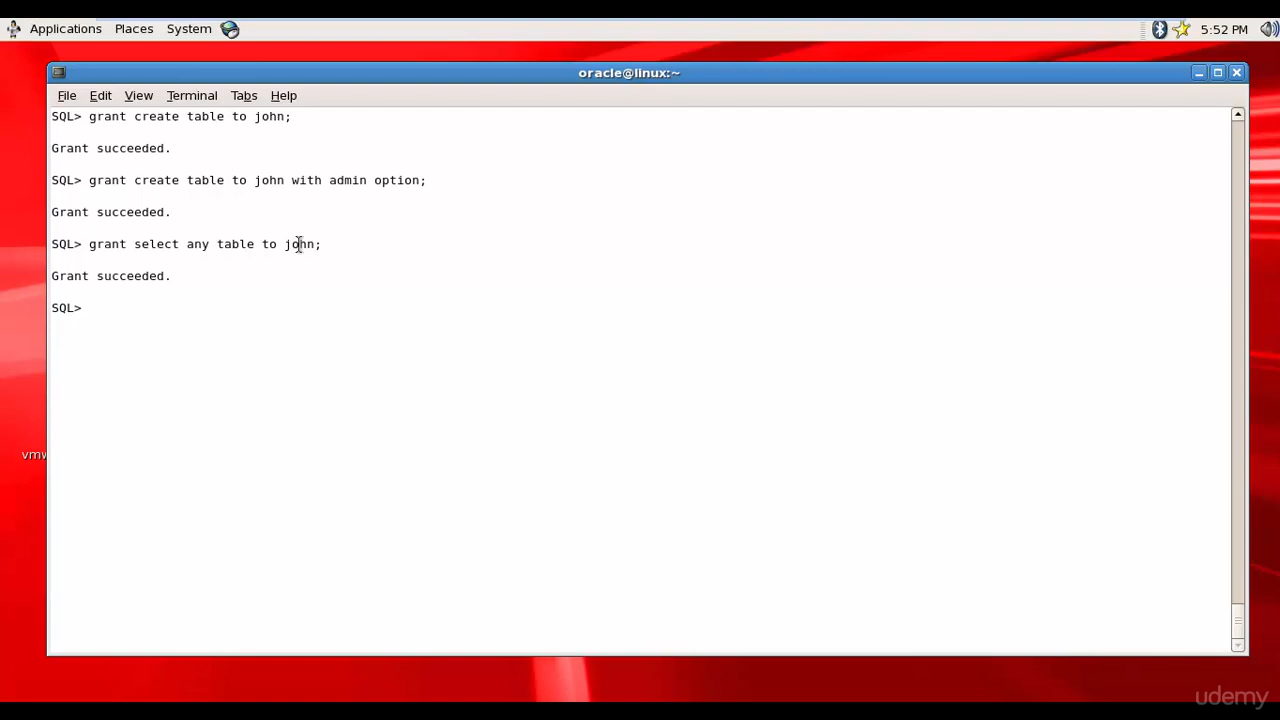 Applications Places System 5:52 PM
oracle@linux:~
File Edit View Terminal Tabs Help
SQL> grant create table to john;
Grant succeeded.
SQL> grant create table to john with admin option;
Grant succeeded.
SQL> grant select any table to john;
Grant succeeded.
SQL>
vmw
udemy